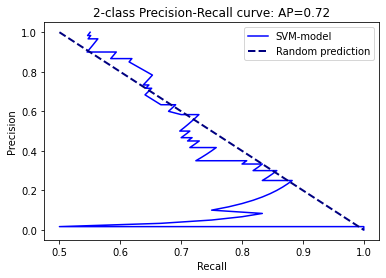 2-class Precision-Recall curve: AP=0.72
SVM-model
Random prediction
Precision
1.0
0.8
0.6
0.4
0.2
0.0
0.5 0.6 0.7 0.8 0.9 1.0
Recall